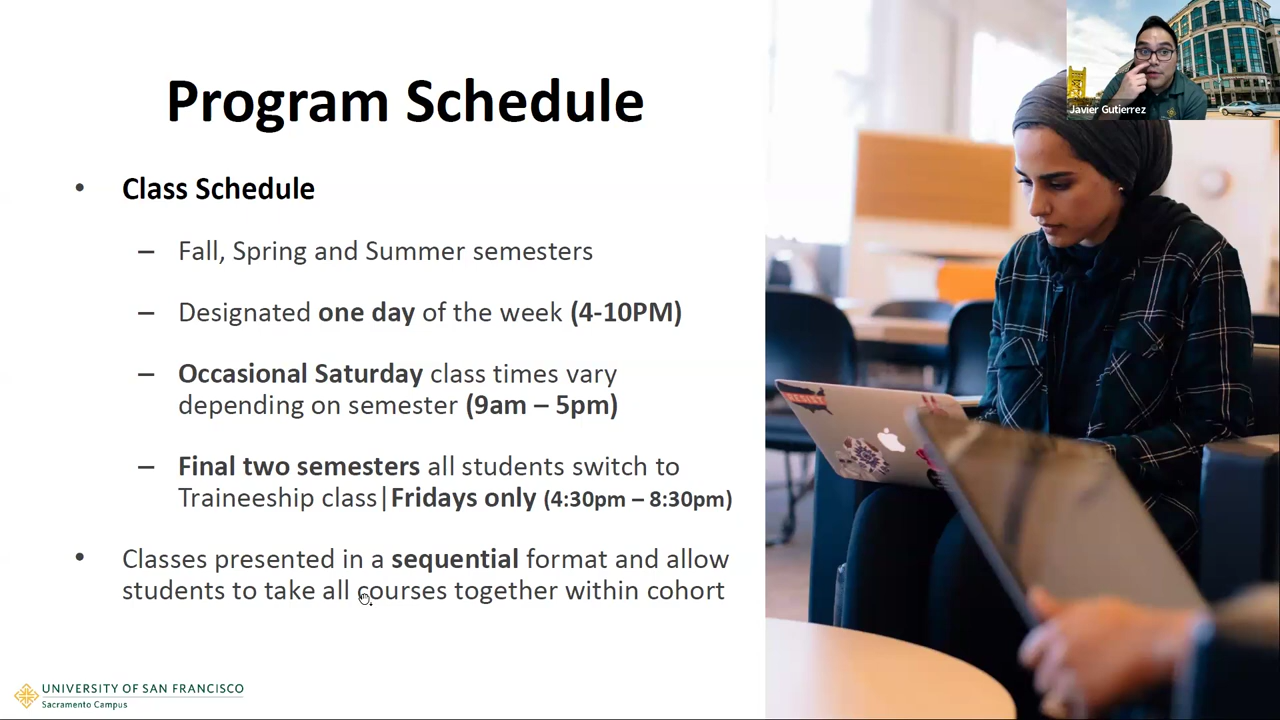 Program Schedule
• Class Schedule
– Fall, Spring and Summer semesters
– Designated one day of the week (4-10PM)
– Occasional Saturday class times vary
depending on semester (9am – 5pm)
– Final two semesters all students switch to
Traineeship class|Fridays only (4:30pm – 8:30pm)
• Classes presented in a sequential format and allow
students to take all courses together within cohort
UNIVERSITY OF SAN FRANCISCO
Sacramento Campus
Javier Gutierrez
RESIST